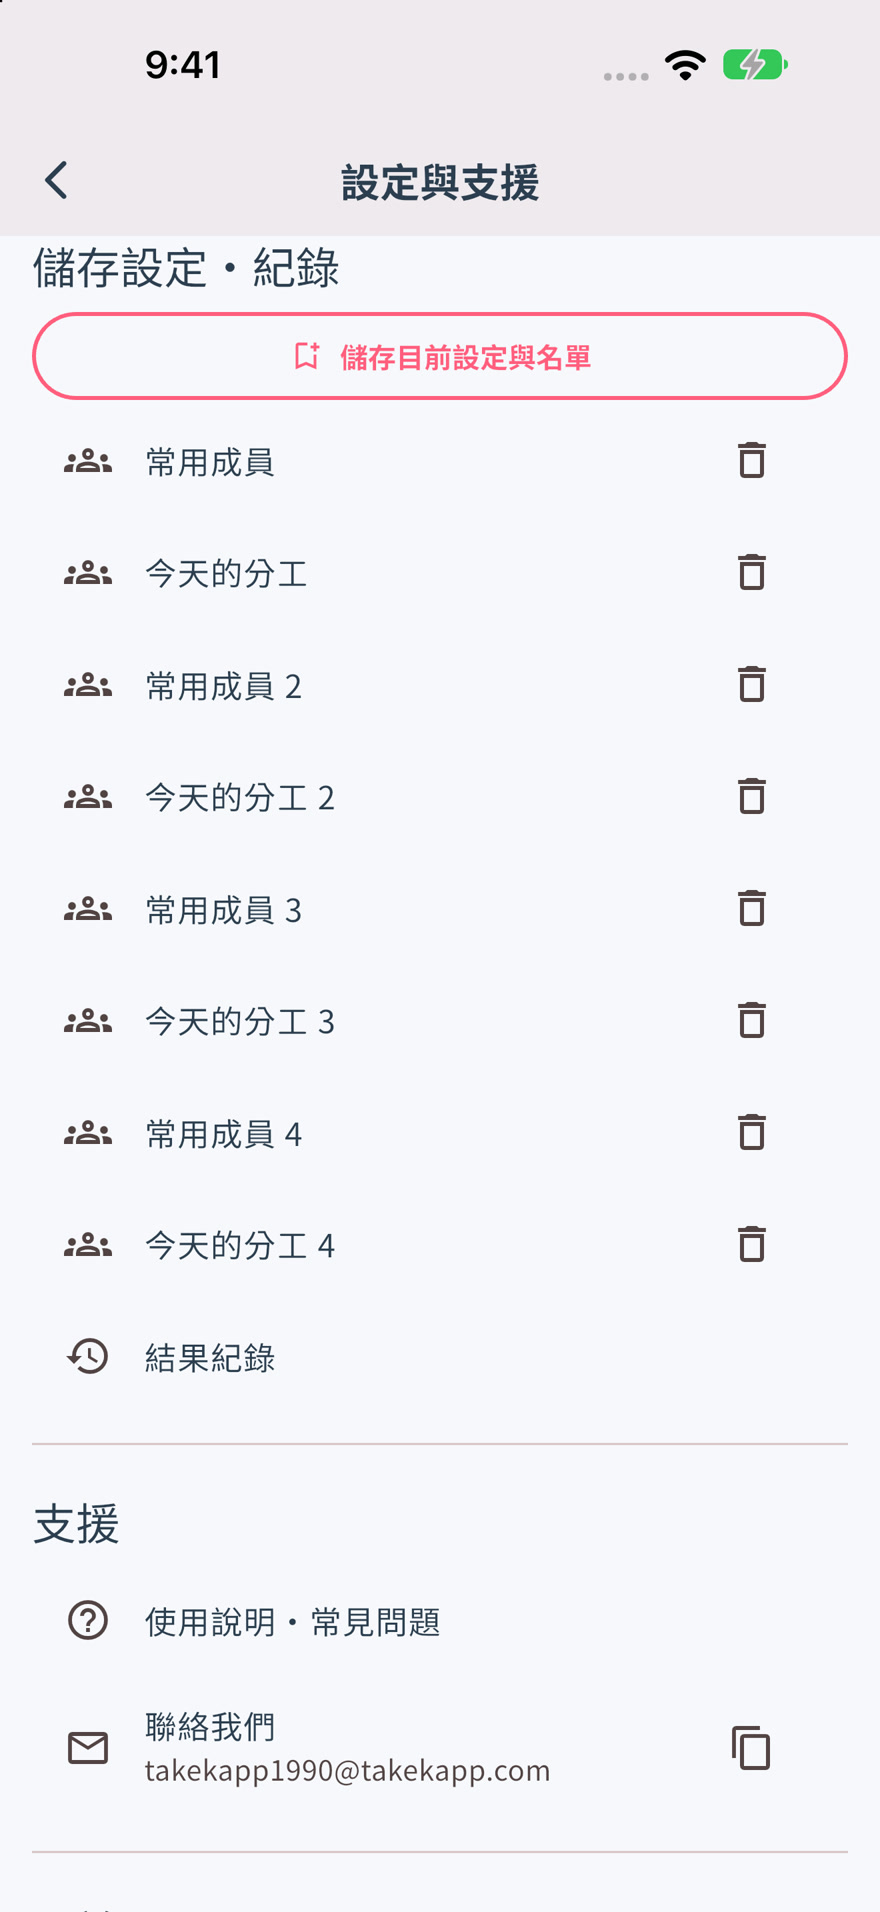 9:41
設定與支援
儲存設定・紀錄
儲存目前設定與名單
常用成員
今天的分工
常用成員 2
今天的分工 2
常用成員 3
今天的分工 3
常用成員 4
今天的分工 4
結果紀錄
支援
使用說明・常見問題
聯絡我們
takekapp1990@takekapp.com